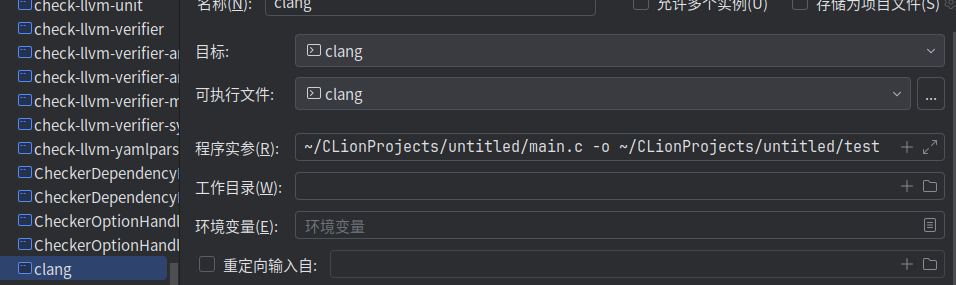 check-llvm-unit
check-llvm-verifier
check-llvm-verifier-a
check-llvm-verifier-a
check-llvm-verifier-m
check-llvm-verifier-sy
check-llvm-yamlpars
CheckerDependency
CheckerDependency
CheckerOptionHandl
CheckerOptionHandl
clang
名称(N): clang
允许多个实例(U)
存储为项目文件(S)
目标: clang
可执行文件: clang
...
程序实参(R): ~/CLionProjects/untitled/main.c -o ~/CLionProjects/untitled/test
工作目录(W):
环境变量(E): 环境变量
重定向输入自: